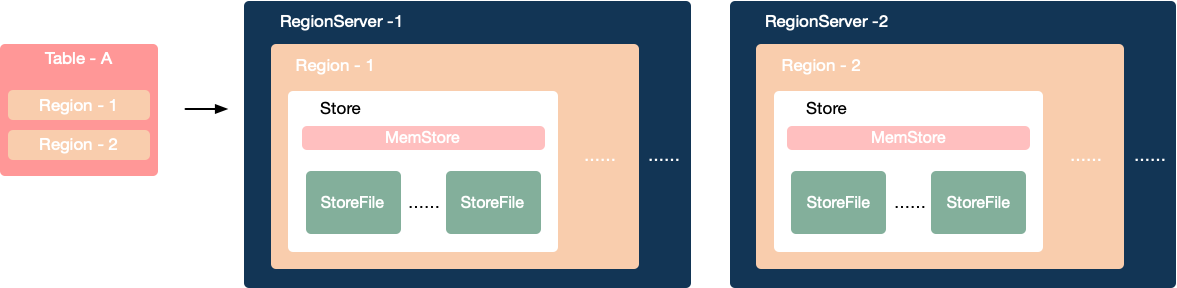 Table - A
Region - 1
Region - 2
RegionServer -1
Region - 1
Store
MemStore
StoreFile ...... StoreFile
......
......
RegionServer -2
Region - 2
Store
MemStore
StoreFile ...... StoreFile
......
......